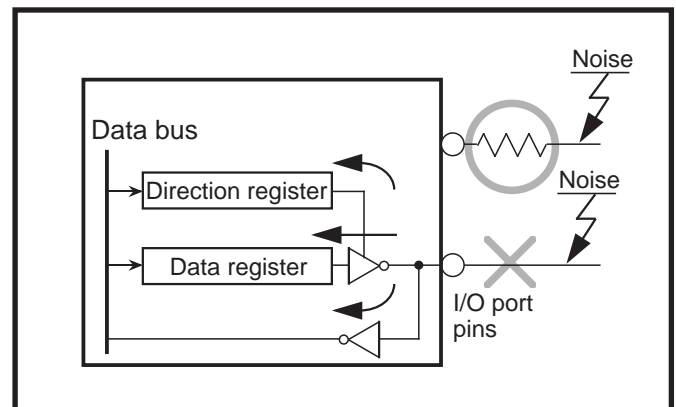 Noise
Data bus
Noise
Direction register
Data register
I/O port
pins